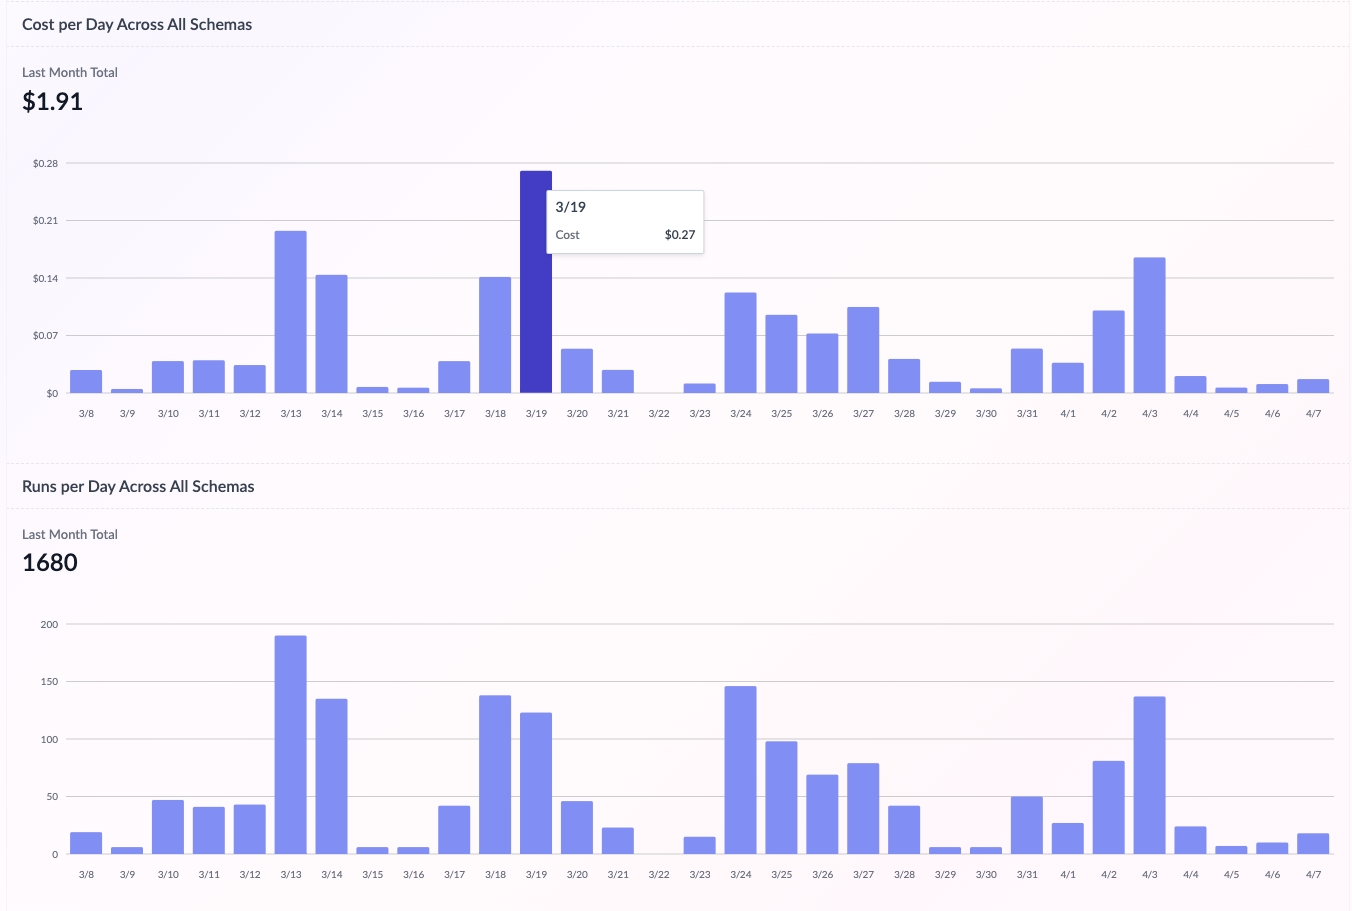 Cost per Day Across All Schemas
Last Month Total
$1.91
$0.28
$0.21
$0.14
$0.07
$0
3/19
Cost $0.27
3/8 3/9 3/10 3/11 3/12 3/13 3/14 3/15 3/16 3/17 3/18 3/19 3/20 3/21 3/22 3/23 3/24 3/25 3/26 3/27 3/28 3/29 3/30 3/31 4/1 4/2 4/3 4/4 4/5 4/6 4/7
Runs per Day Across All Schemas
Last Month Total
1680
200
150
100
50
0
3/8 3/9 3/10 3/11 3/12 3/13 3/14 3/15 3/16 3/17 3/18 3/19 3/20 3/21 3/22 3/23 3/24 3/25 3/26 3/27 3/28 3/29 3/30 3/31 4/1 4/2 4/3 4/4 4/5 4/6 4/7